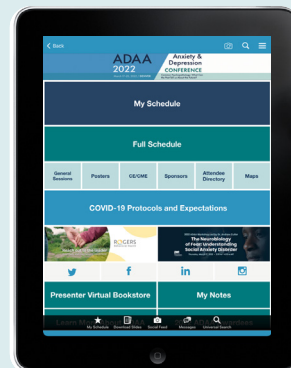 Back
ADAA
2022
Anxiety &
Depression
CONFERENCE
My Schedule
Full Schedule
General
Sessions
Posters
CE/CME
Sponsors
Attendee
Directory
Maps
COVID-19 Protocols and Expectations
ROGERS
The Neurobiology
of Fear: Understanding
Social Anxiety Disorder
f
in
Presenter Virtual Bookstore
My Notes
My Schedule
Download Slides
Social Feed
Messages
Universal Search